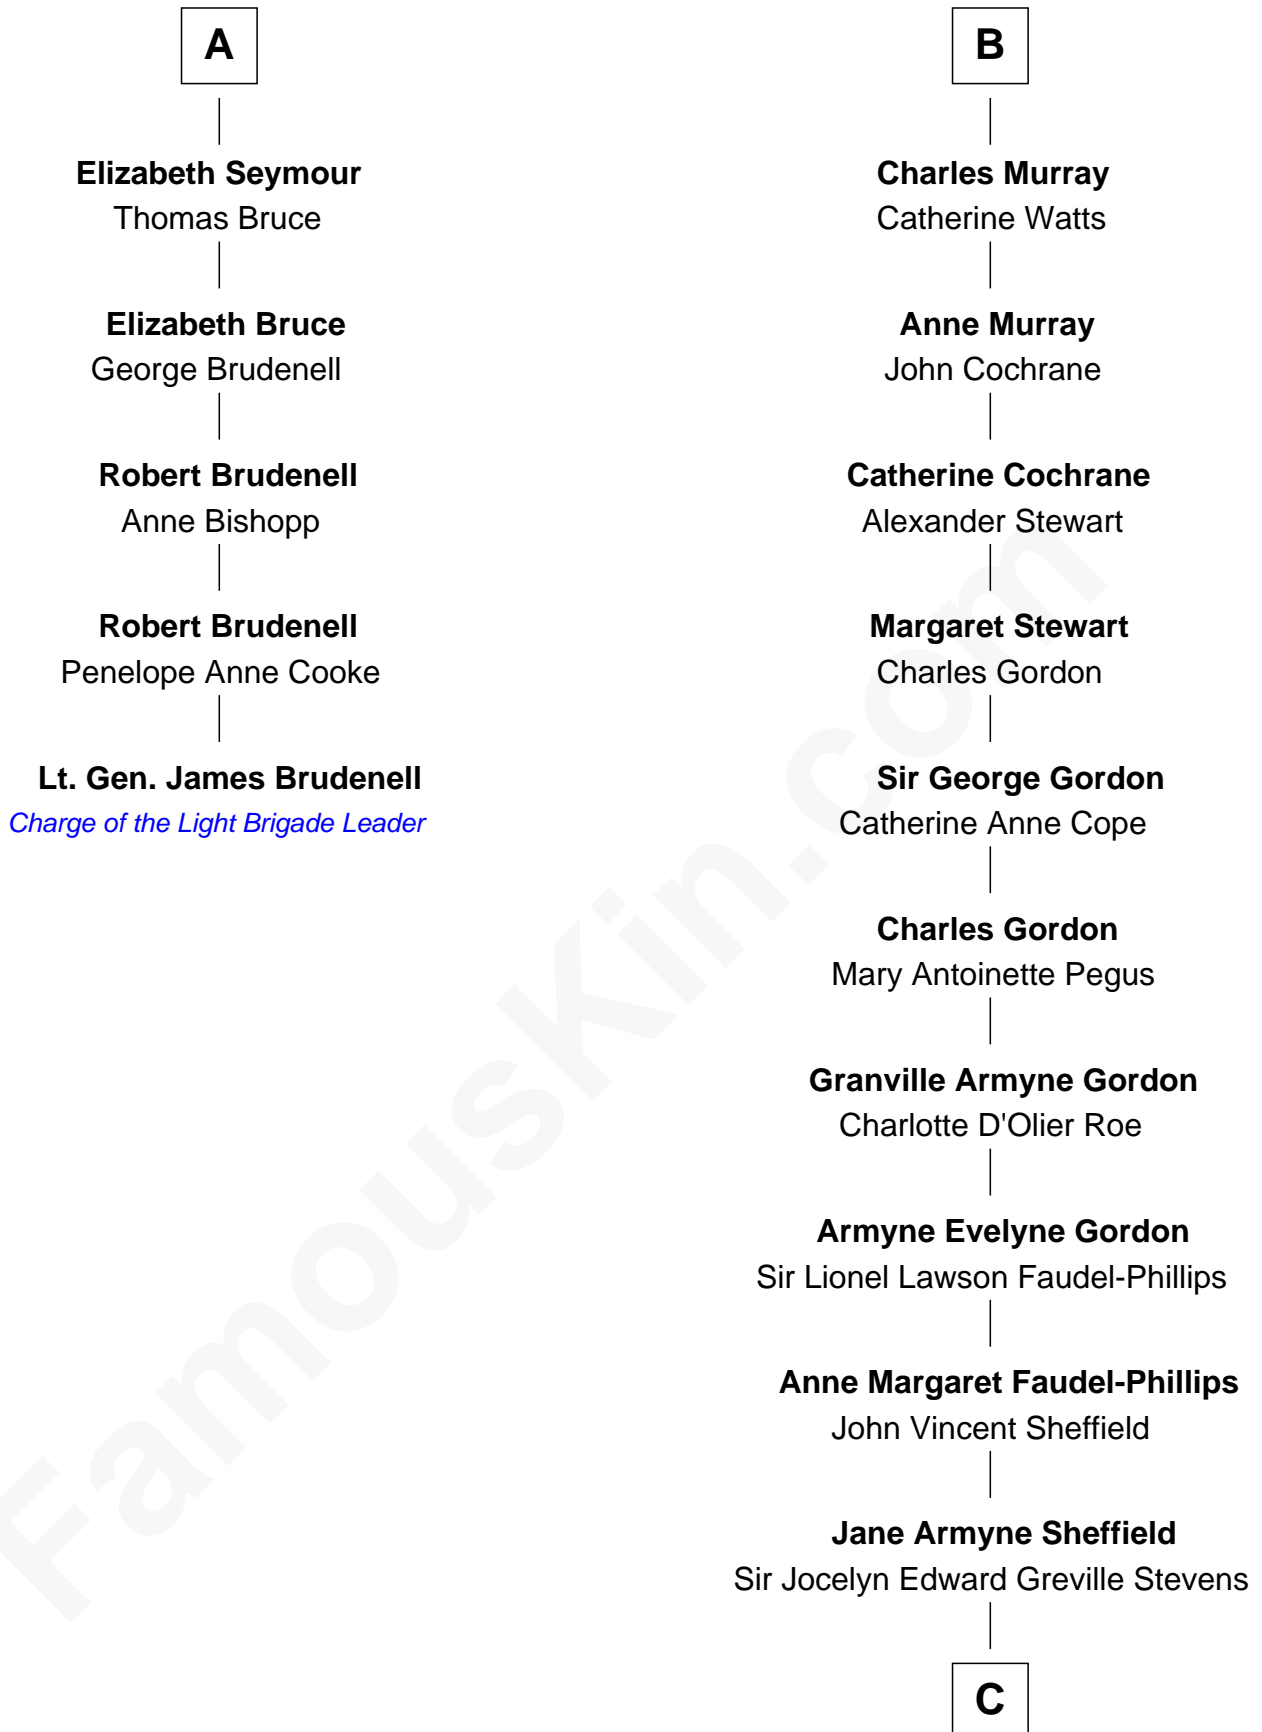 A
Elizabeth Seymour
Thomas Bruce
Elizabeth Bruce
George Brudenell
Robert Brudenell
Anne Bishopp
Robert Brudenell
Penelope Anne Cooke
Lt. Gen. James Brudenell
Charge of the Light Brigade Leader
B
Charles Murray
Catherine Watts
Anne Murray
John Cochrane
Catherine Cochrane
Alexander Stewart
Margaret Stewart
Charles Gordon
Sir George Gordon
Catherine Anne Cope
Charles Gordon
Mary Antoinette Pegus
Granville Armyne Gordon
Charlotte D'Olier Roe
Armyne Evelyne Gordon
Sir Lionel Lawson Faudel-Phillips
Anne Margaret Faudel-Phillips
John Vincent Sheffield
Jane Armyne Sheffield
Sir Jocelyn Edward Greville Stevens
C
FamousKin.com